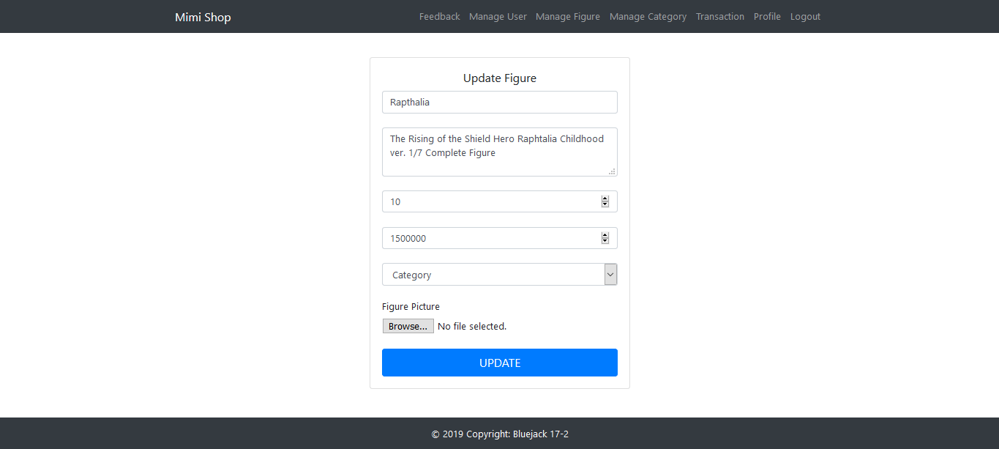 Mimi Shop
Feedback Manage User Manage Figure Manage Category Transaction Profile Logout
Update Figure
Rapthalia
The Rising of the Shield Hero Raphtalia Childhood
ver. 1/7 Complete Figure
10
1500000
Category
Figure Picture
Browse... No file selected.
UPDATE
© 2019 Copyright: Bluejack 17-2